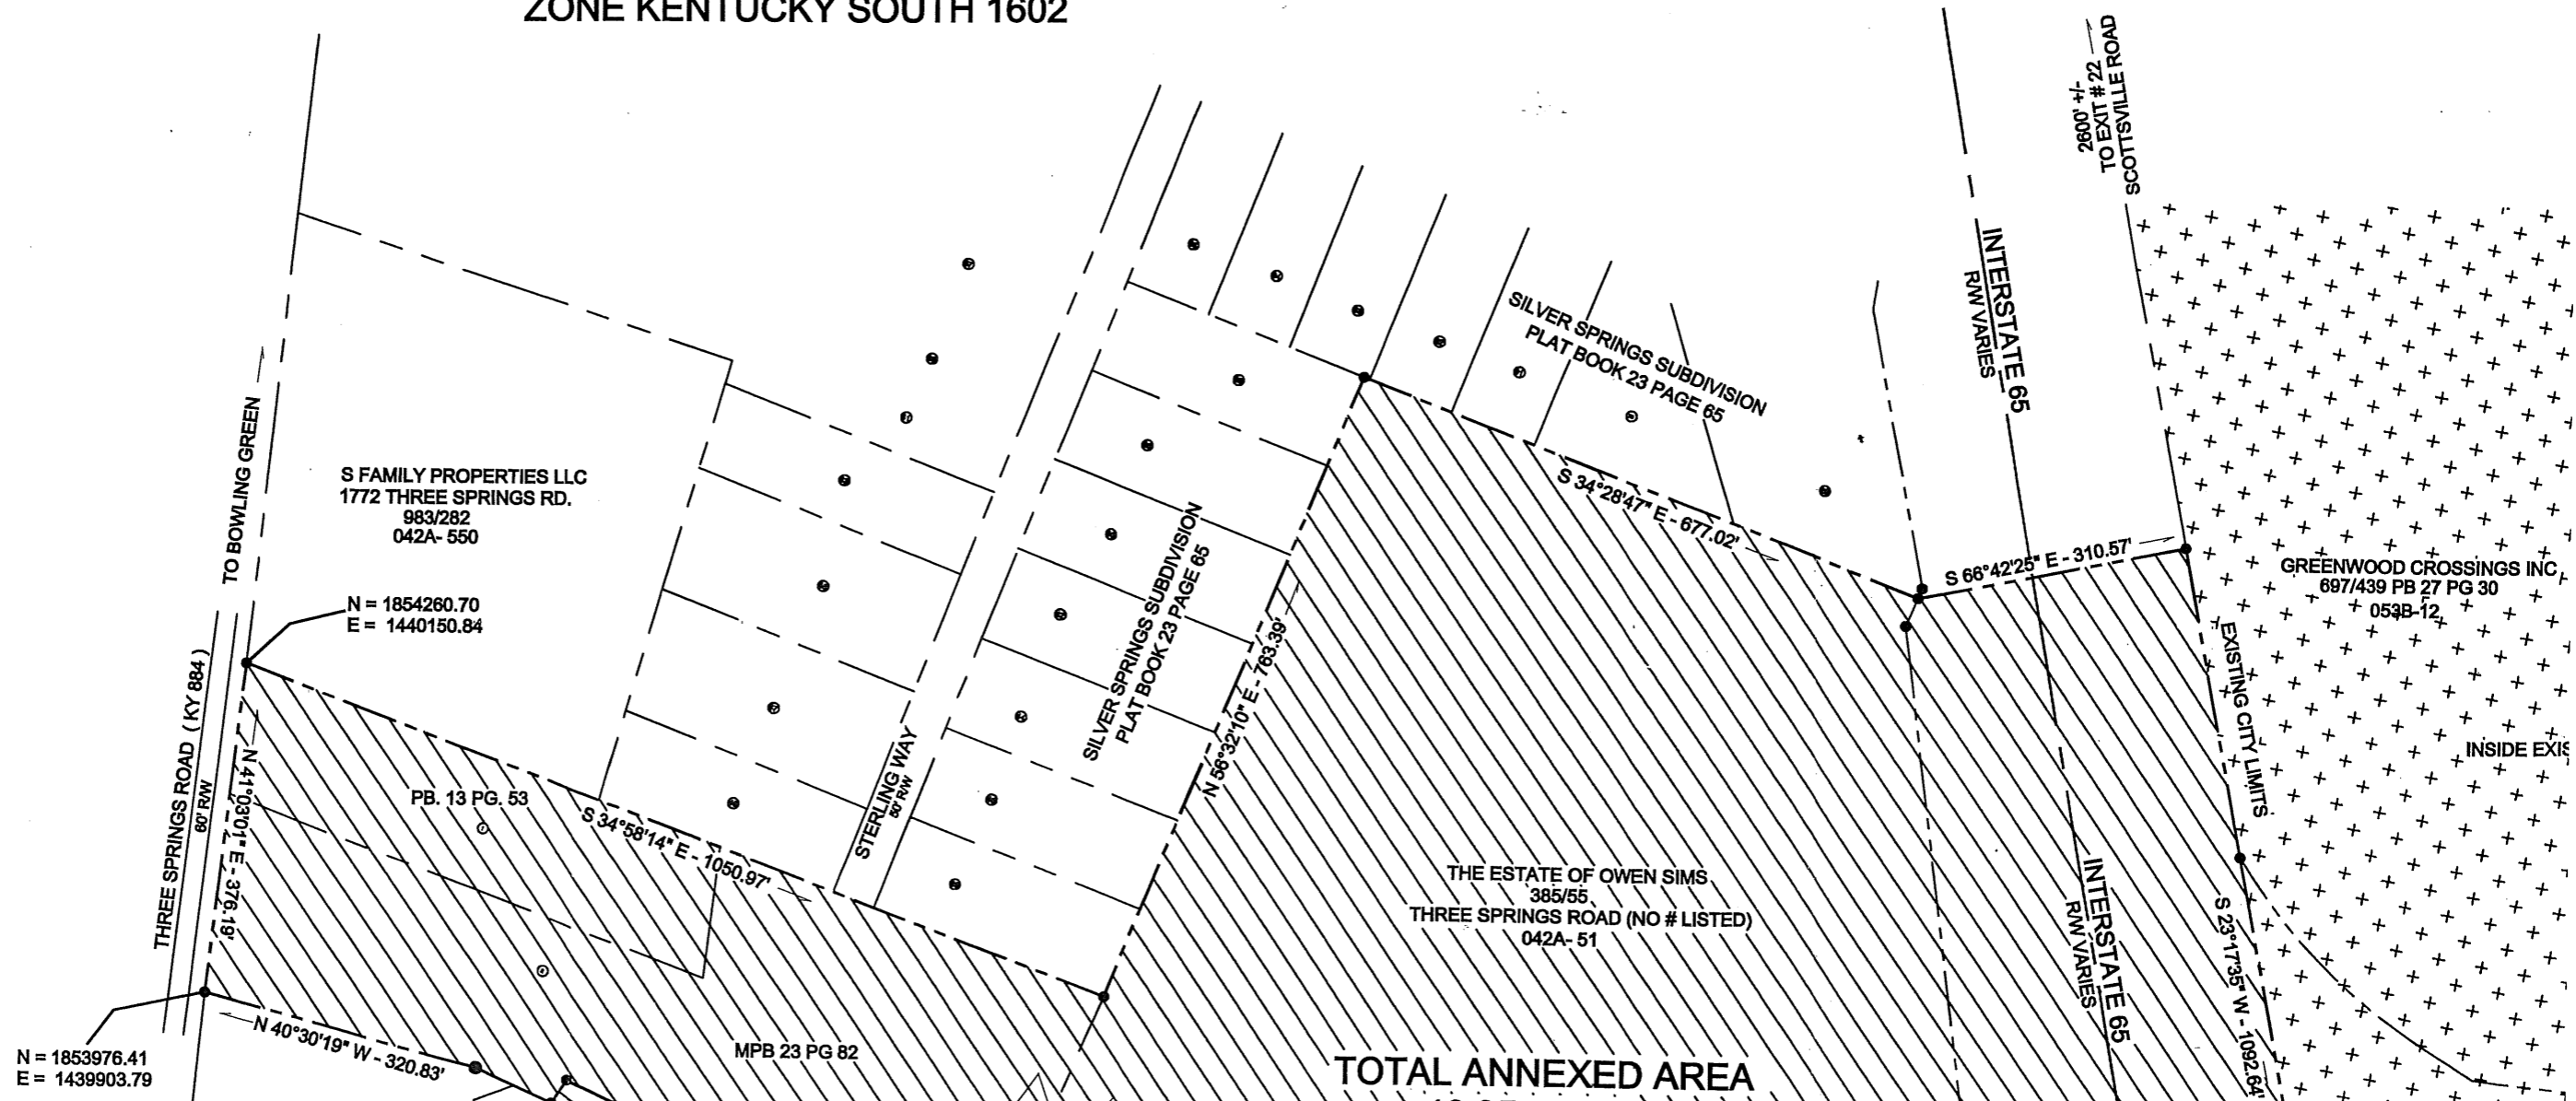 ZONE KENTUCKY SOUTH 1602
2600' +/-
TO EXIT # 22
SCOTTSVILLE ROAD
INTERSTATE 65
R/W VARIES
SILVER SPRINGS SUBDIVISION
PLAT BOOK 23 PAGE 65
TO BOWLING GREEN
S FAMILY PROPERTIES LLC
1772 THREE SPRINGS RD.
983/282
042A- 550
N = 1854260.70
E = 1440150.84
SILVER SPRINGS SUBDIVISION
PLAT BOOK 23 PAGE 65
S 34°28'47" E - 677.02'
S 66°42'25" E - 310.57'
GREENWOOD CROSSINGS INC
697/439 PB 27 PG 30
053B-12
EXISTING CITY LIMITS
INSIDE EXIS
THREE SPRINGS ROAD ( KY 884 )
60' R/W
N 41°03'01" E - 376.19'
PB. 13 PG. 53
S 34°58'14" E - 1050.97'
STERLING WAY
50' R/W
N 56°32'10" E - 763.39'
THE ESTATE OF OWEN SIMS
385/55
THREE SPRINGS ROAD (NO # LISTED)
042A- 51
INTERSTATE 65
R/W VARIES
S 23°17'35" W - 1092.64'
N 40°30'19" W - 320.83'
N = 1853976.41
E = 1439903.79
MPB 23 PG 82
TOTAL ANNEXED AREA